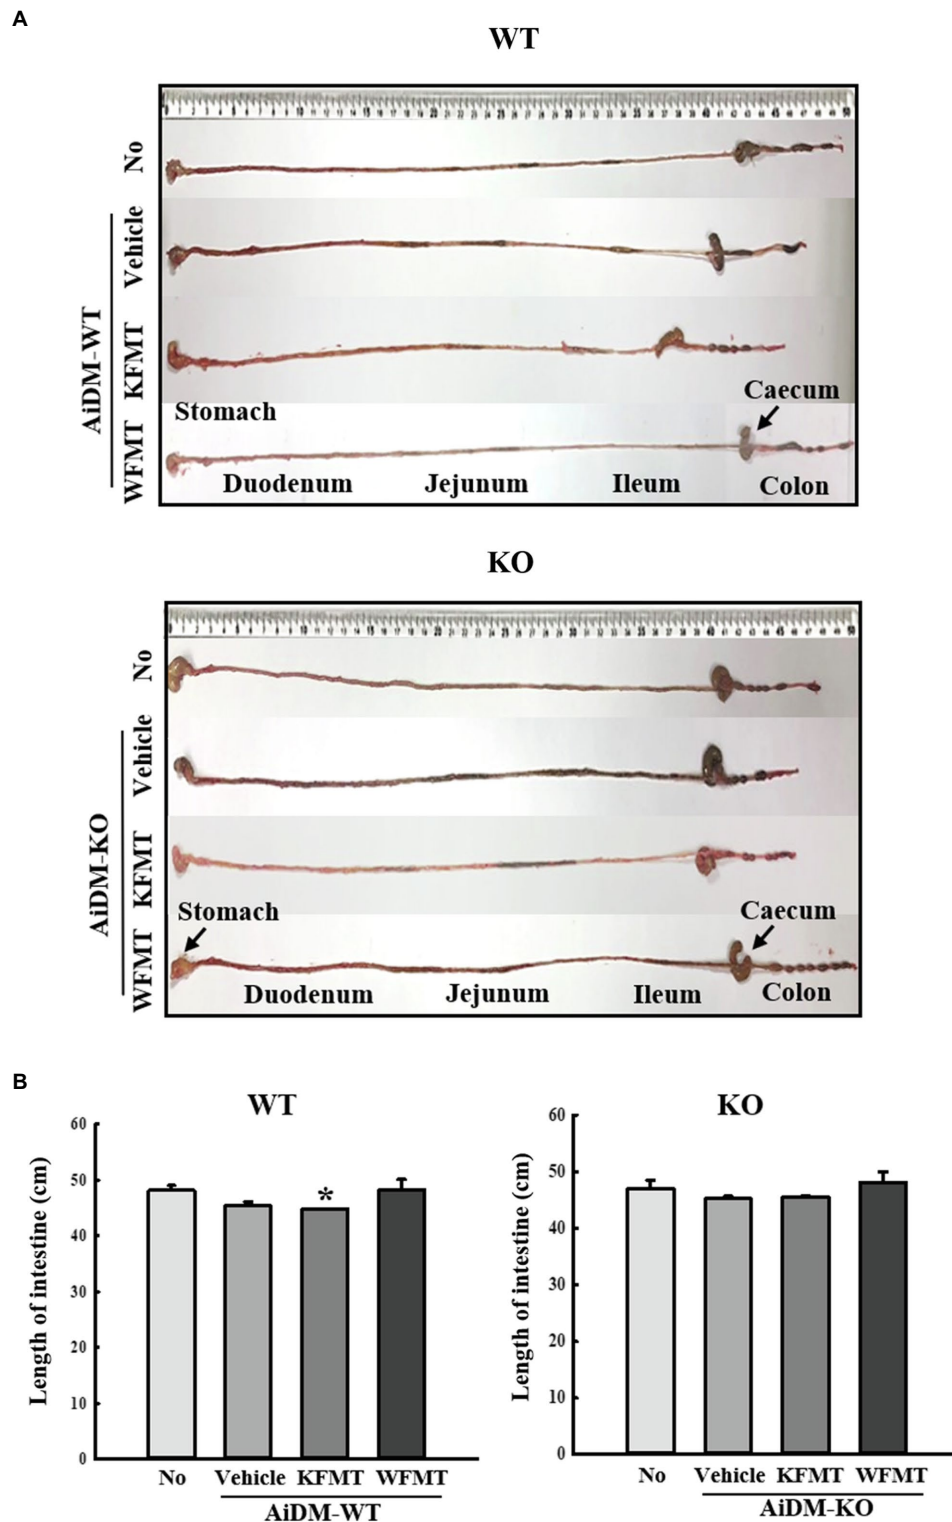 A
WT
No
Vehicle
KFMT
WFMT
AiDM-WT
Stomach
Caecum
Duodenum Jejunum Ileum Colon
KO
No
Vehicle
KFMT
WFMT
AiDM-KO
Stomach
Caecum
Duodenum Jejunum Ileum Colon
B
WT
Length of intestine (cm)
60
50
40
30
20
10
0
*
No Vehicle KFMT WFMT
AiDM-WT
KO
Length of intestine (cm)
60
50
40
30
20
10
0
No Vehicle KFMT WFMT
AiDM-KO